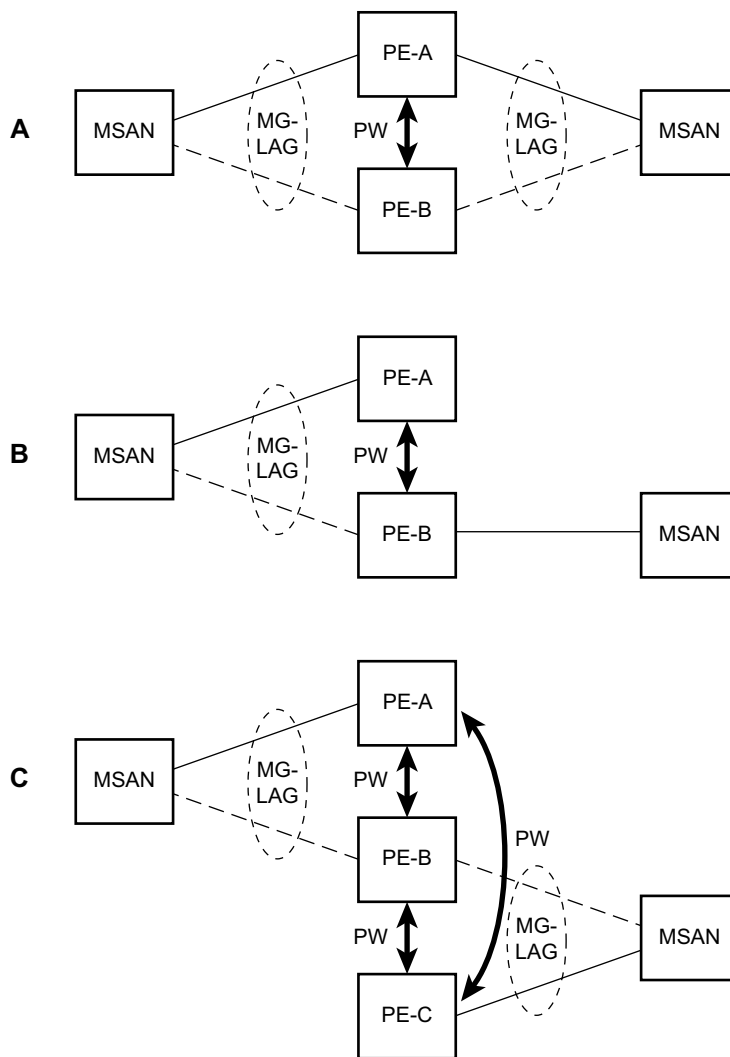 PE-A
A
MSAN
MG-
LAG
PW
MG-
LAG
MSAN
PE-B
PE-A
B
MSAN
MG-
LAG
PW
PE-B
MSAN
PE-A
C
MSAN
MG-
LAG
PW
PW
PE-B
MG-
LAG
MSAN
PW
PE-C